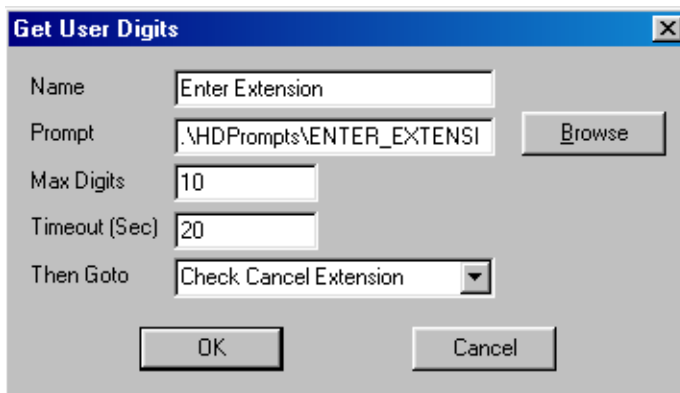 Get User Digits
Name Enter Extension
Prompt .\HDPrompts\ENTER_EXTENSI Browse
Max Digits 10
Timeout (Sec) 20
Then Goto Check Cancel Extension
OK Cancel